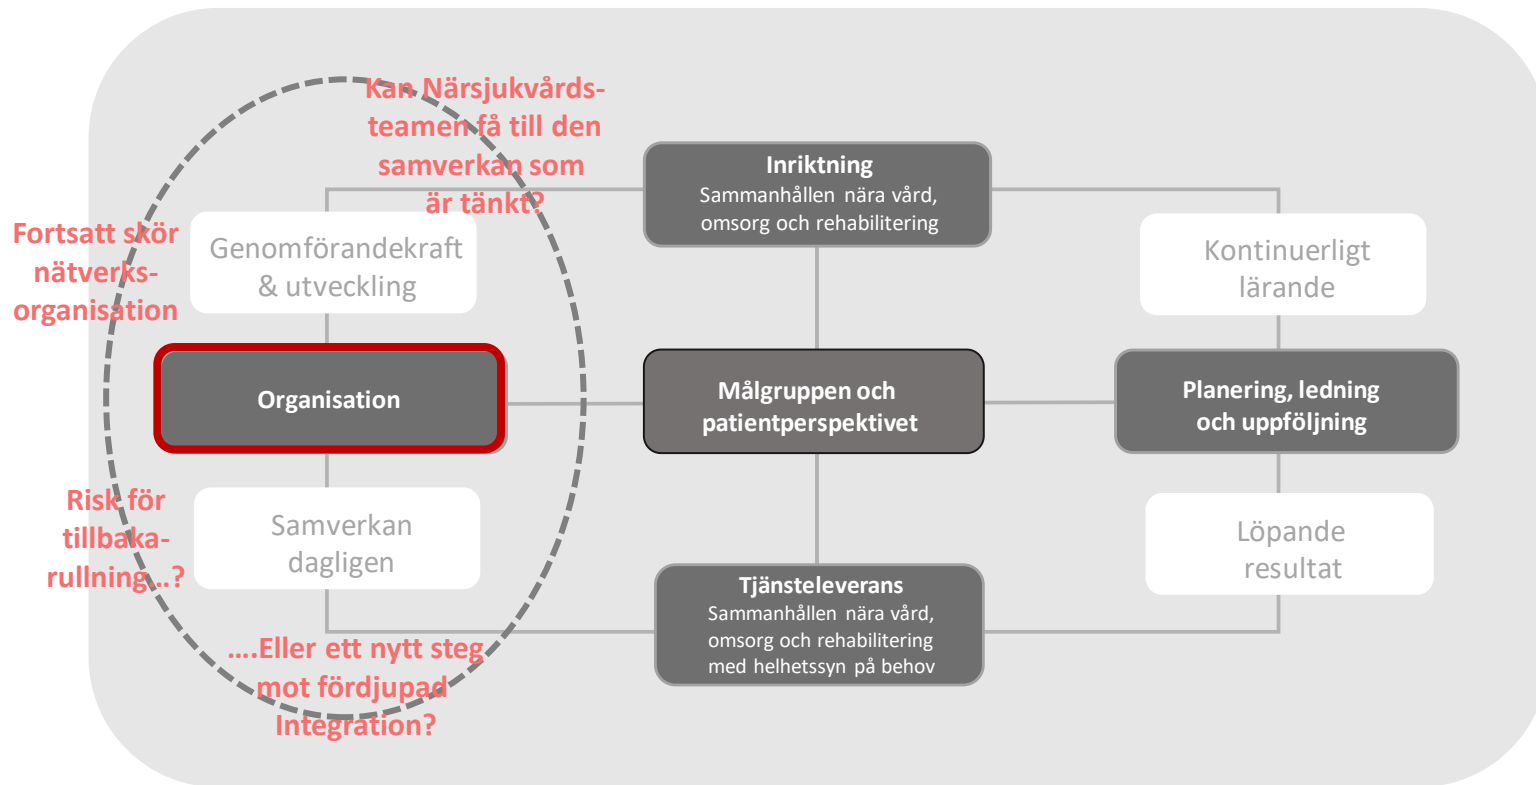 Kan Närsjukvårds-
teamen få till den
samverkan som
är tänkt?
Inriktning
Sammanhållen nära vård,
omsorg och rehabilitering
Fortsatt skör
nätverks-
organisation
Genomförandekraft
& utveckling
Kontinuerligt
lärande
Organisation
Målgruppen och
patientperspektivet
Planering, ledning
och uppföljning
Risk för
tillbaka-
rullning…?
Samverkan
dagligen
Löpande
resultat
Tjänsteleverans
Sammanhållen nära vård,
omsorg och rehabilitering
med helhetssyn på behov
….Eller ett nytt steg
mot fördjupad
Integration?